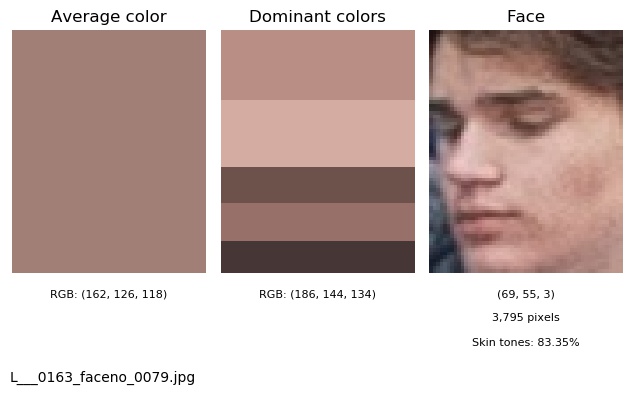 Average color
Dominant colors
Face
RGB: (162, 126, 118)
RGB: (186, 144, 134)
(69, 55, 3)
3,795 pixels
Skin tones: 83.35%
L___0163_faceno_0079.jpg